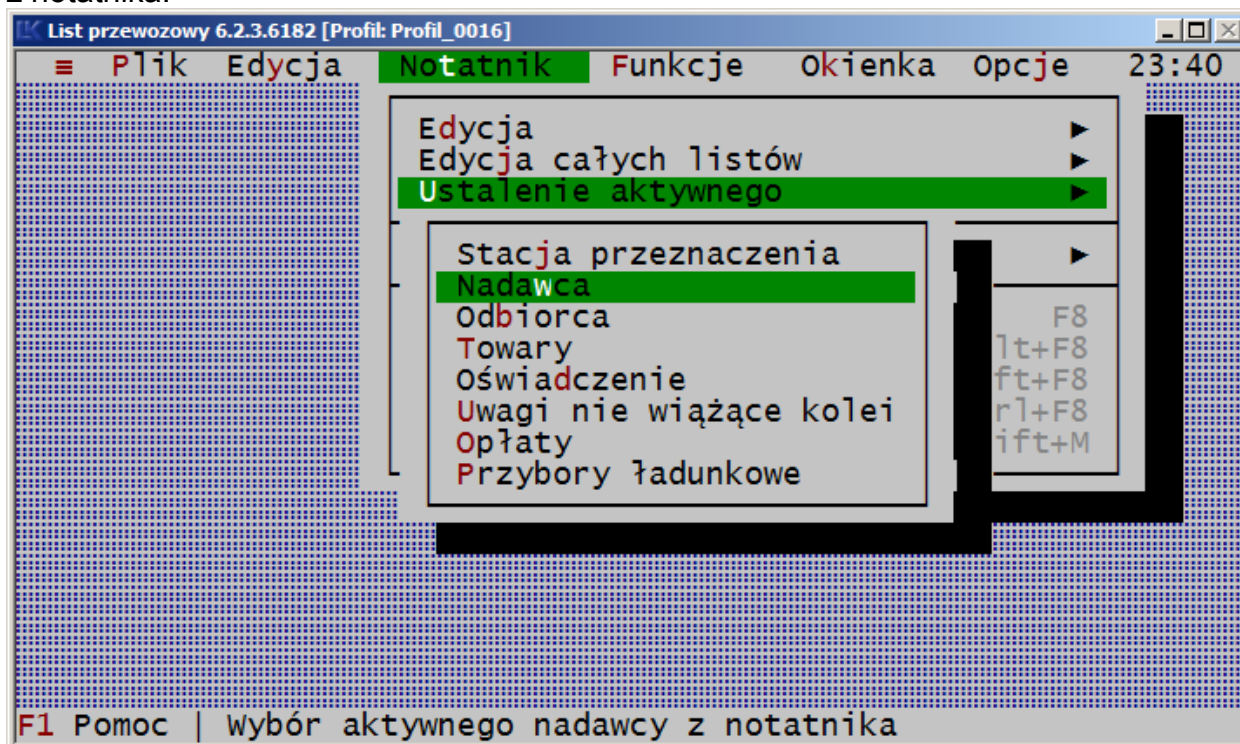 z notatnika.
List przewozowy 6.2.3.6182 [Profil: Profil_0016]
≡ Plik Edycja Notatnik Funkcje Okienka Opcje 23:40
Edycja ►
Edycja całych listów ►
Ustalenie aktywnego ►
Stacja przeznaczenia ►
Nadawca
Odbiorca F8
Towary lt+F8
Oświadczenie ft+F8
Uwagi nie wiążące kolei rl+F8
Opłaty ift+M
Przybory ładunkowe
F1 Pomoc | Wybór aktywnego nadawcy z notatnika